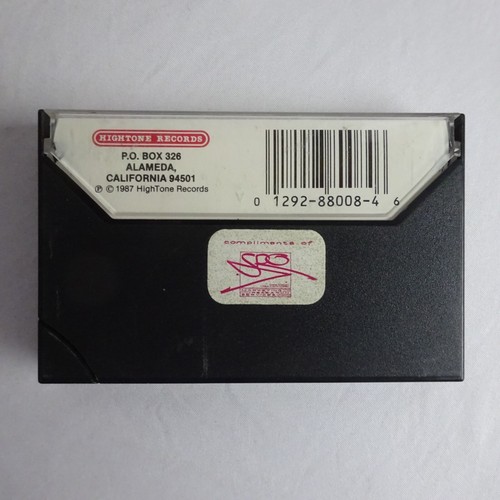 HIGHTONE RECORDS
P.O. BOX 326
ALAMEDA,
CALIFORNIA 94501
℗ © 1987 HighTone Records
0 1292-88008-4 6
compliments of
SRO